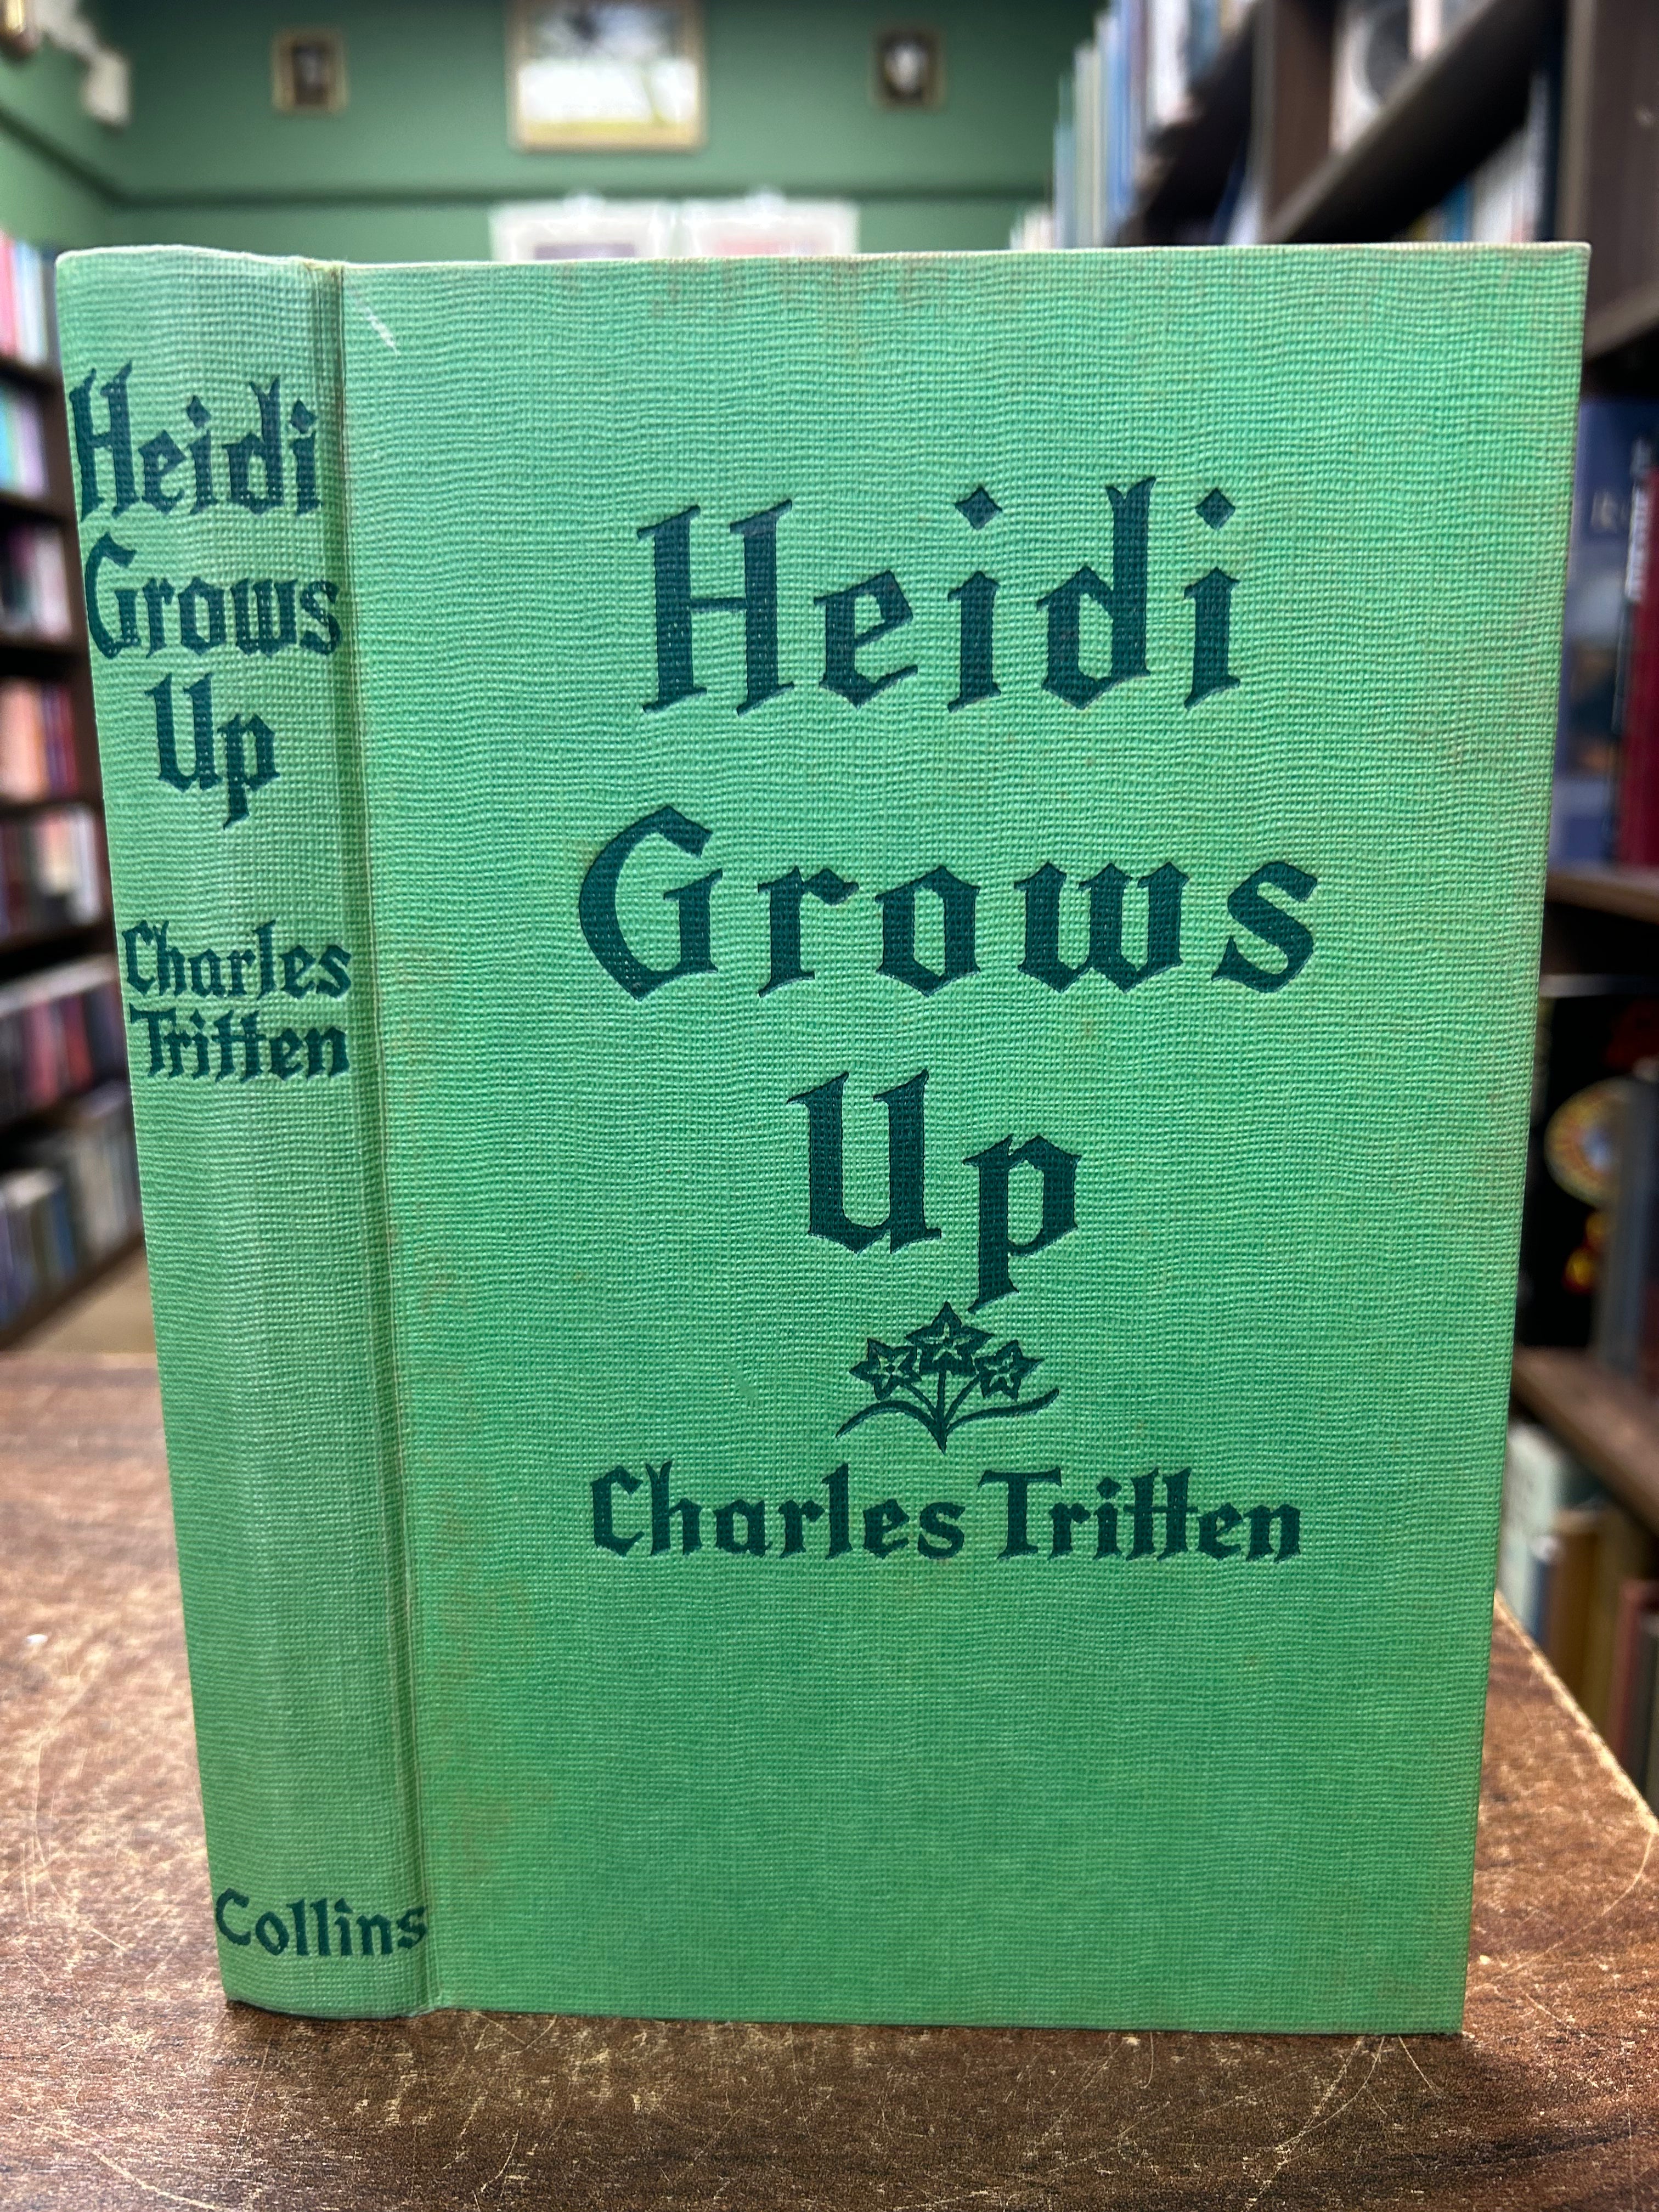 Heidi
Grows
Up
Charles
Tritten
Collins
Heidi
Grows
Up
Charles Tritten